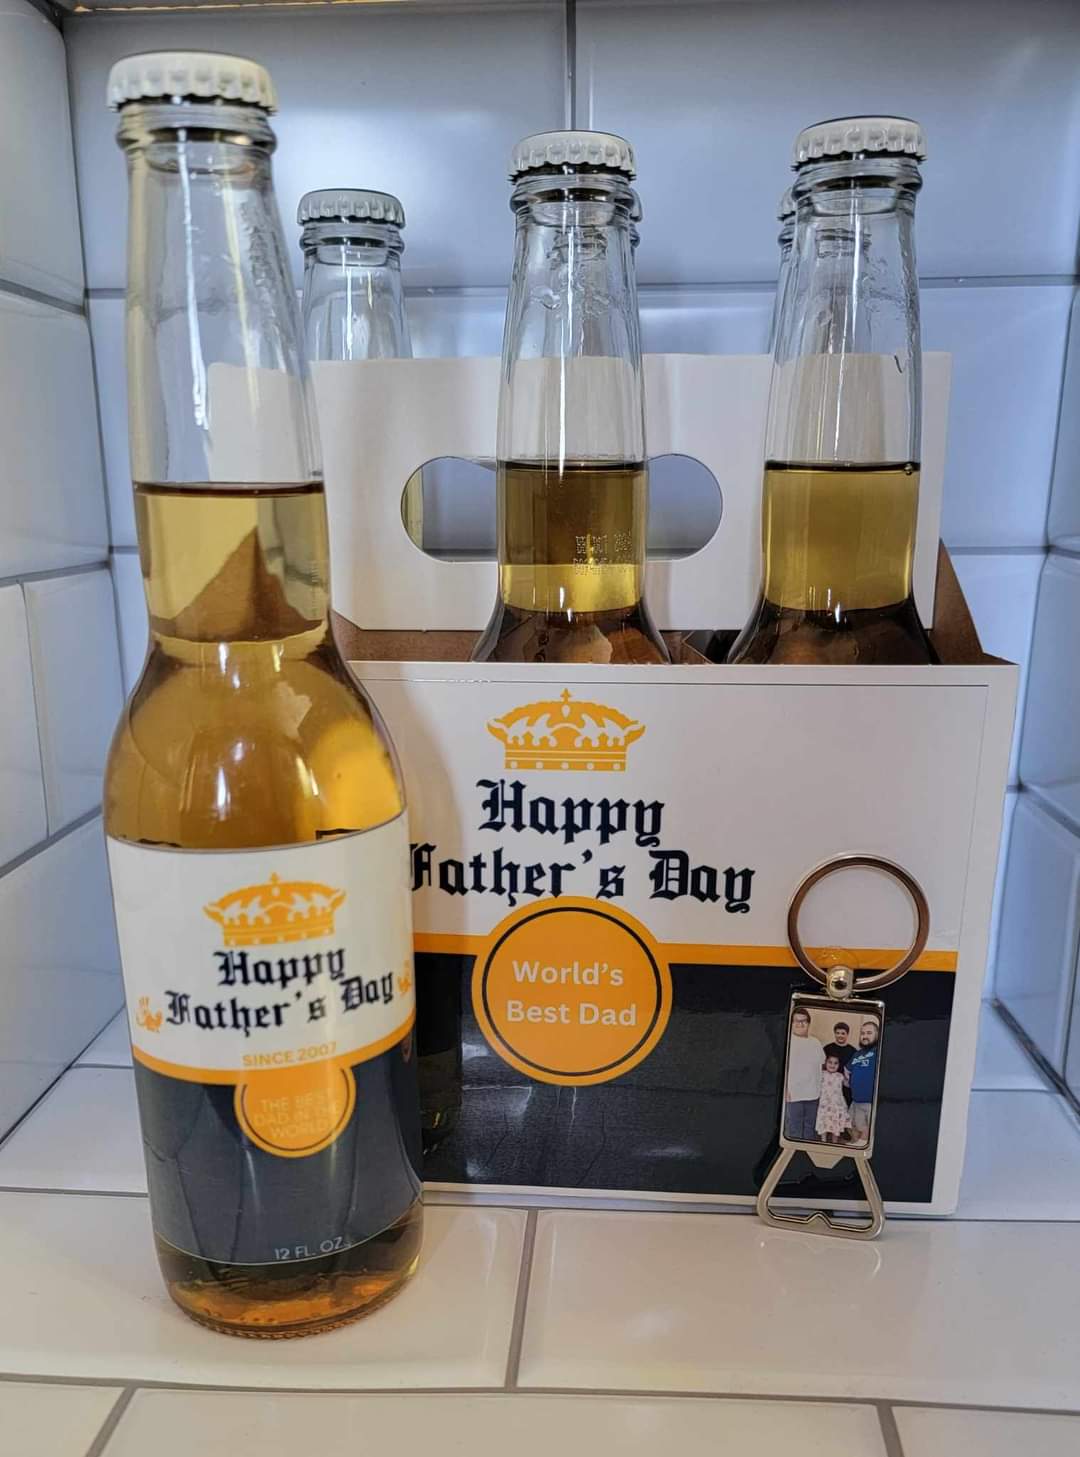 Happy
Father's Day
SINCE 2007
THE BEST
DAD IN THE
WORLD
12 FL. OZ.
Happy
Father's Day
World's
Best Dad